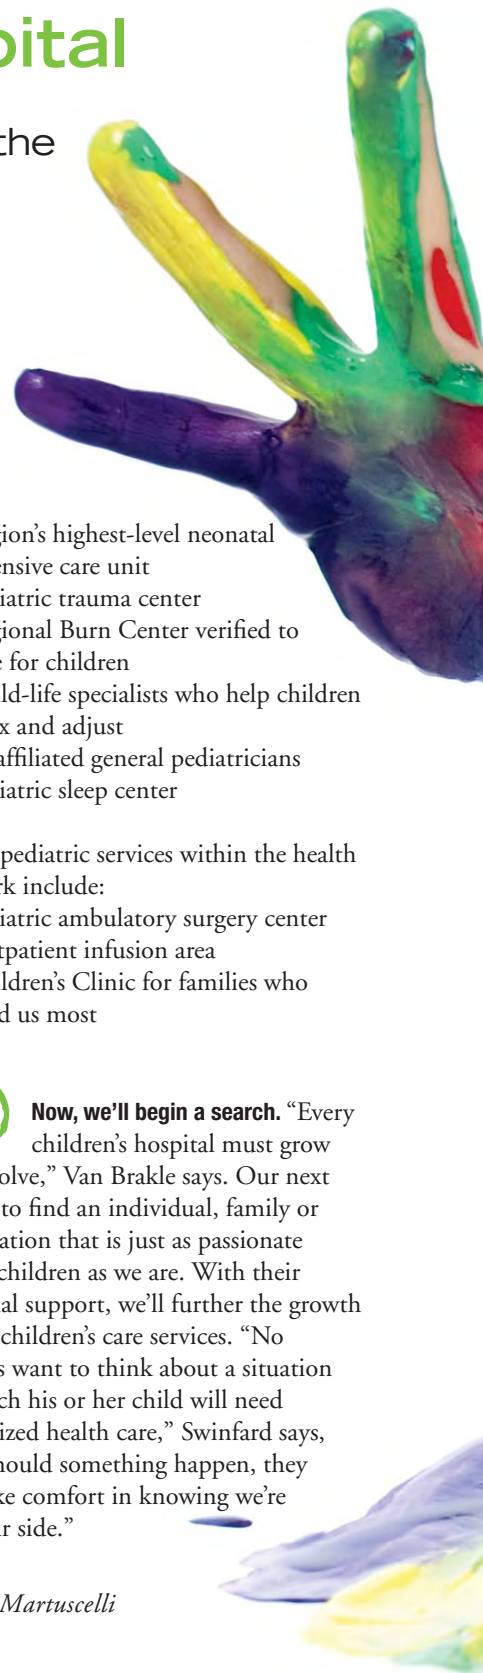 pital
the
gion’s highest-level neonatal
ensive care unit
iatric trauma center
gional Burn Center verified to
e for children
ild-life specialists who help children
x and adjust
affiliated general pediatricians
iatric sleep center
pediatric services within the health
rk include:
iatric ambulatory surgery center
tpatient infusion area
ildren’s Clinic for families who
d us most
Now, we’ll begin a search. “Every
children’s hospital must grow
olve,” Van Brakle says. Our next
to find an individual, family or
ation that is just as passionate
children as we are. With their
al support, we’ll further the growth
children’s care services. “No
s want to think about a situation
ch his or her child will need
ized health care,” Swinfard says,
hould something happen, they
ke comfort in knowing we’re
r side.”
Martuscelli